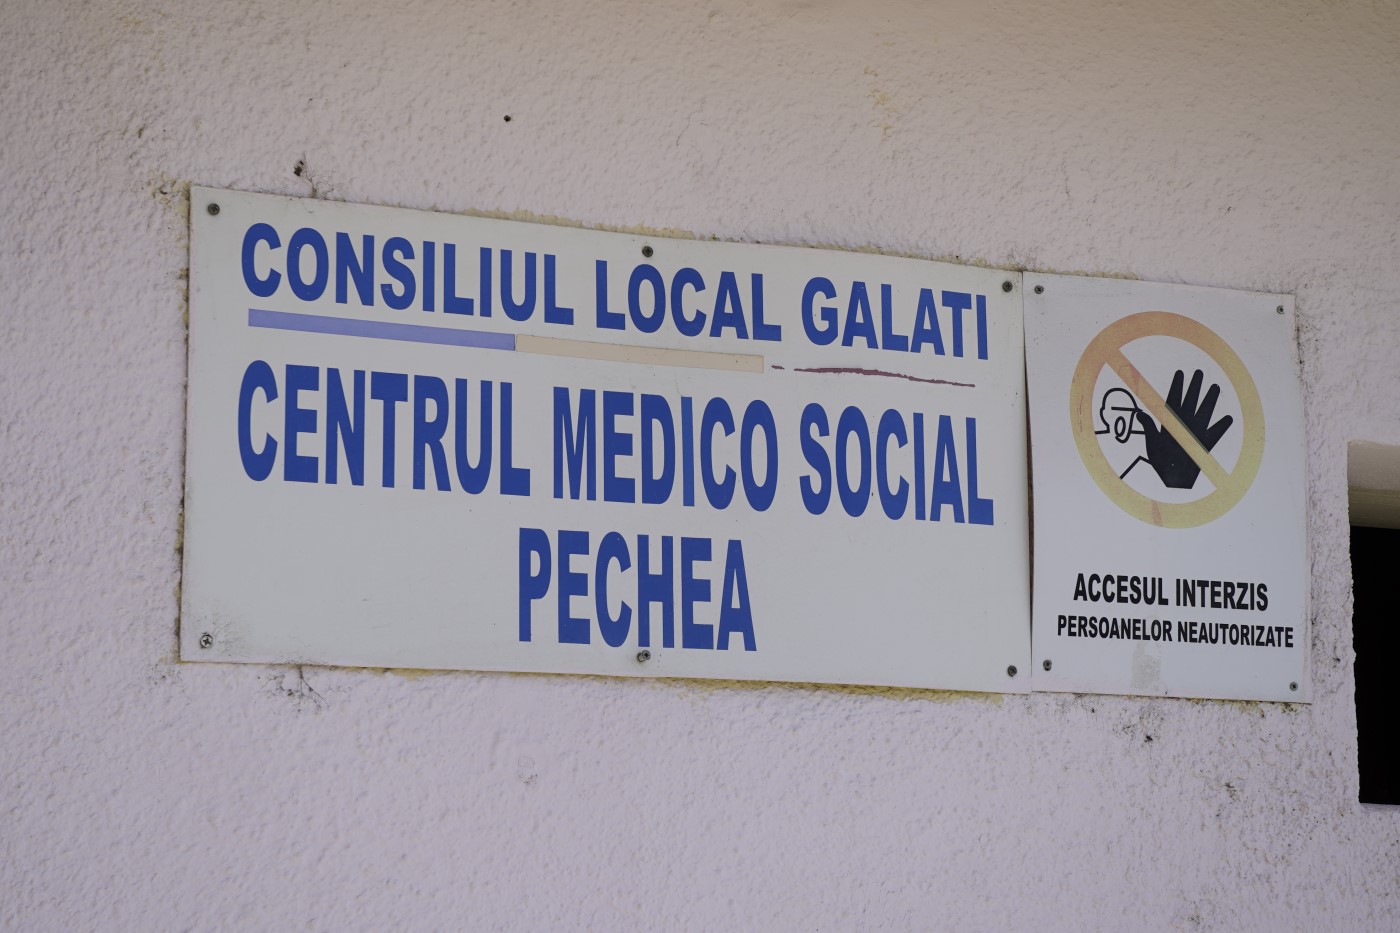 CONSILIUL LOCAL GALATI
CENTRUL MEDICO SOCIAL
PECHEA
ACCESUL INTERZIS
PERSOANELOR NEAUTORIZATE